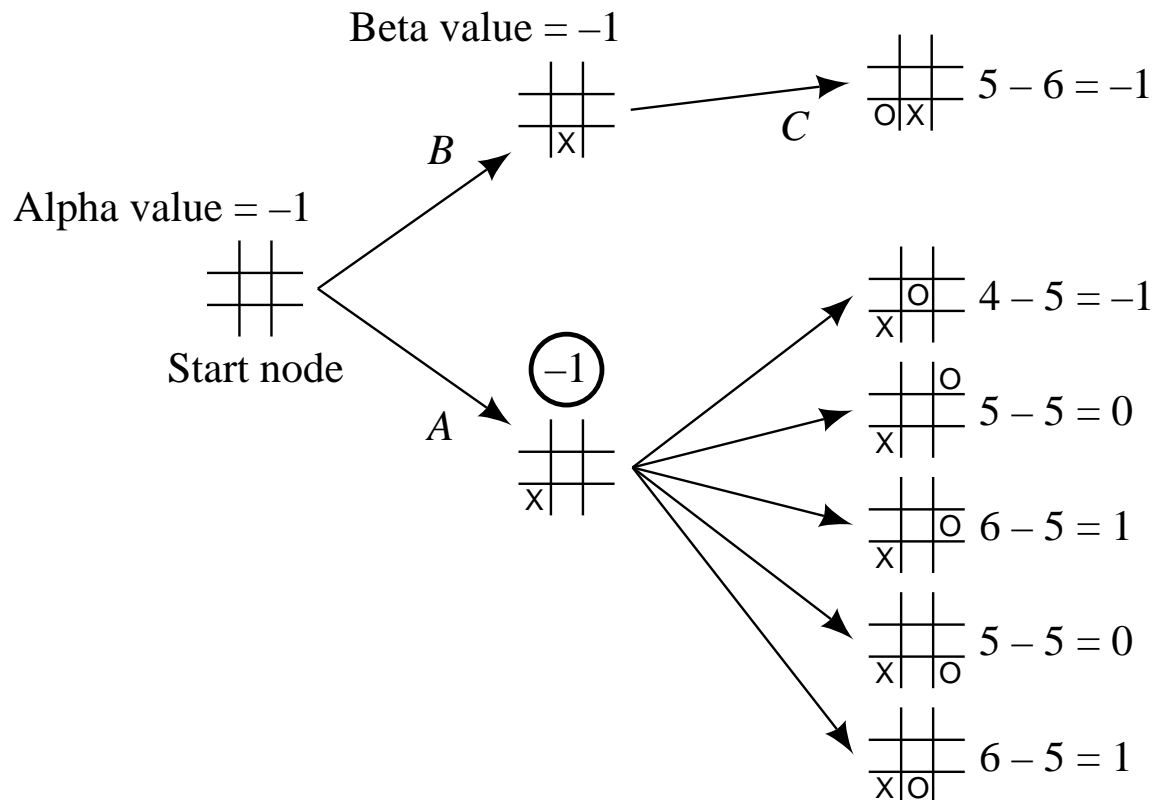 Beta value = –1
X
B
C
O X
5 – 6 = –1
Alpha value = –1
Start node
A
–1
X
O
X
4 – 5 = –1
O
X
5 – 5 = 0
O
X
6 – 5 = 1
X O
5 – 5 = 0
X O
6 – 5 = 1